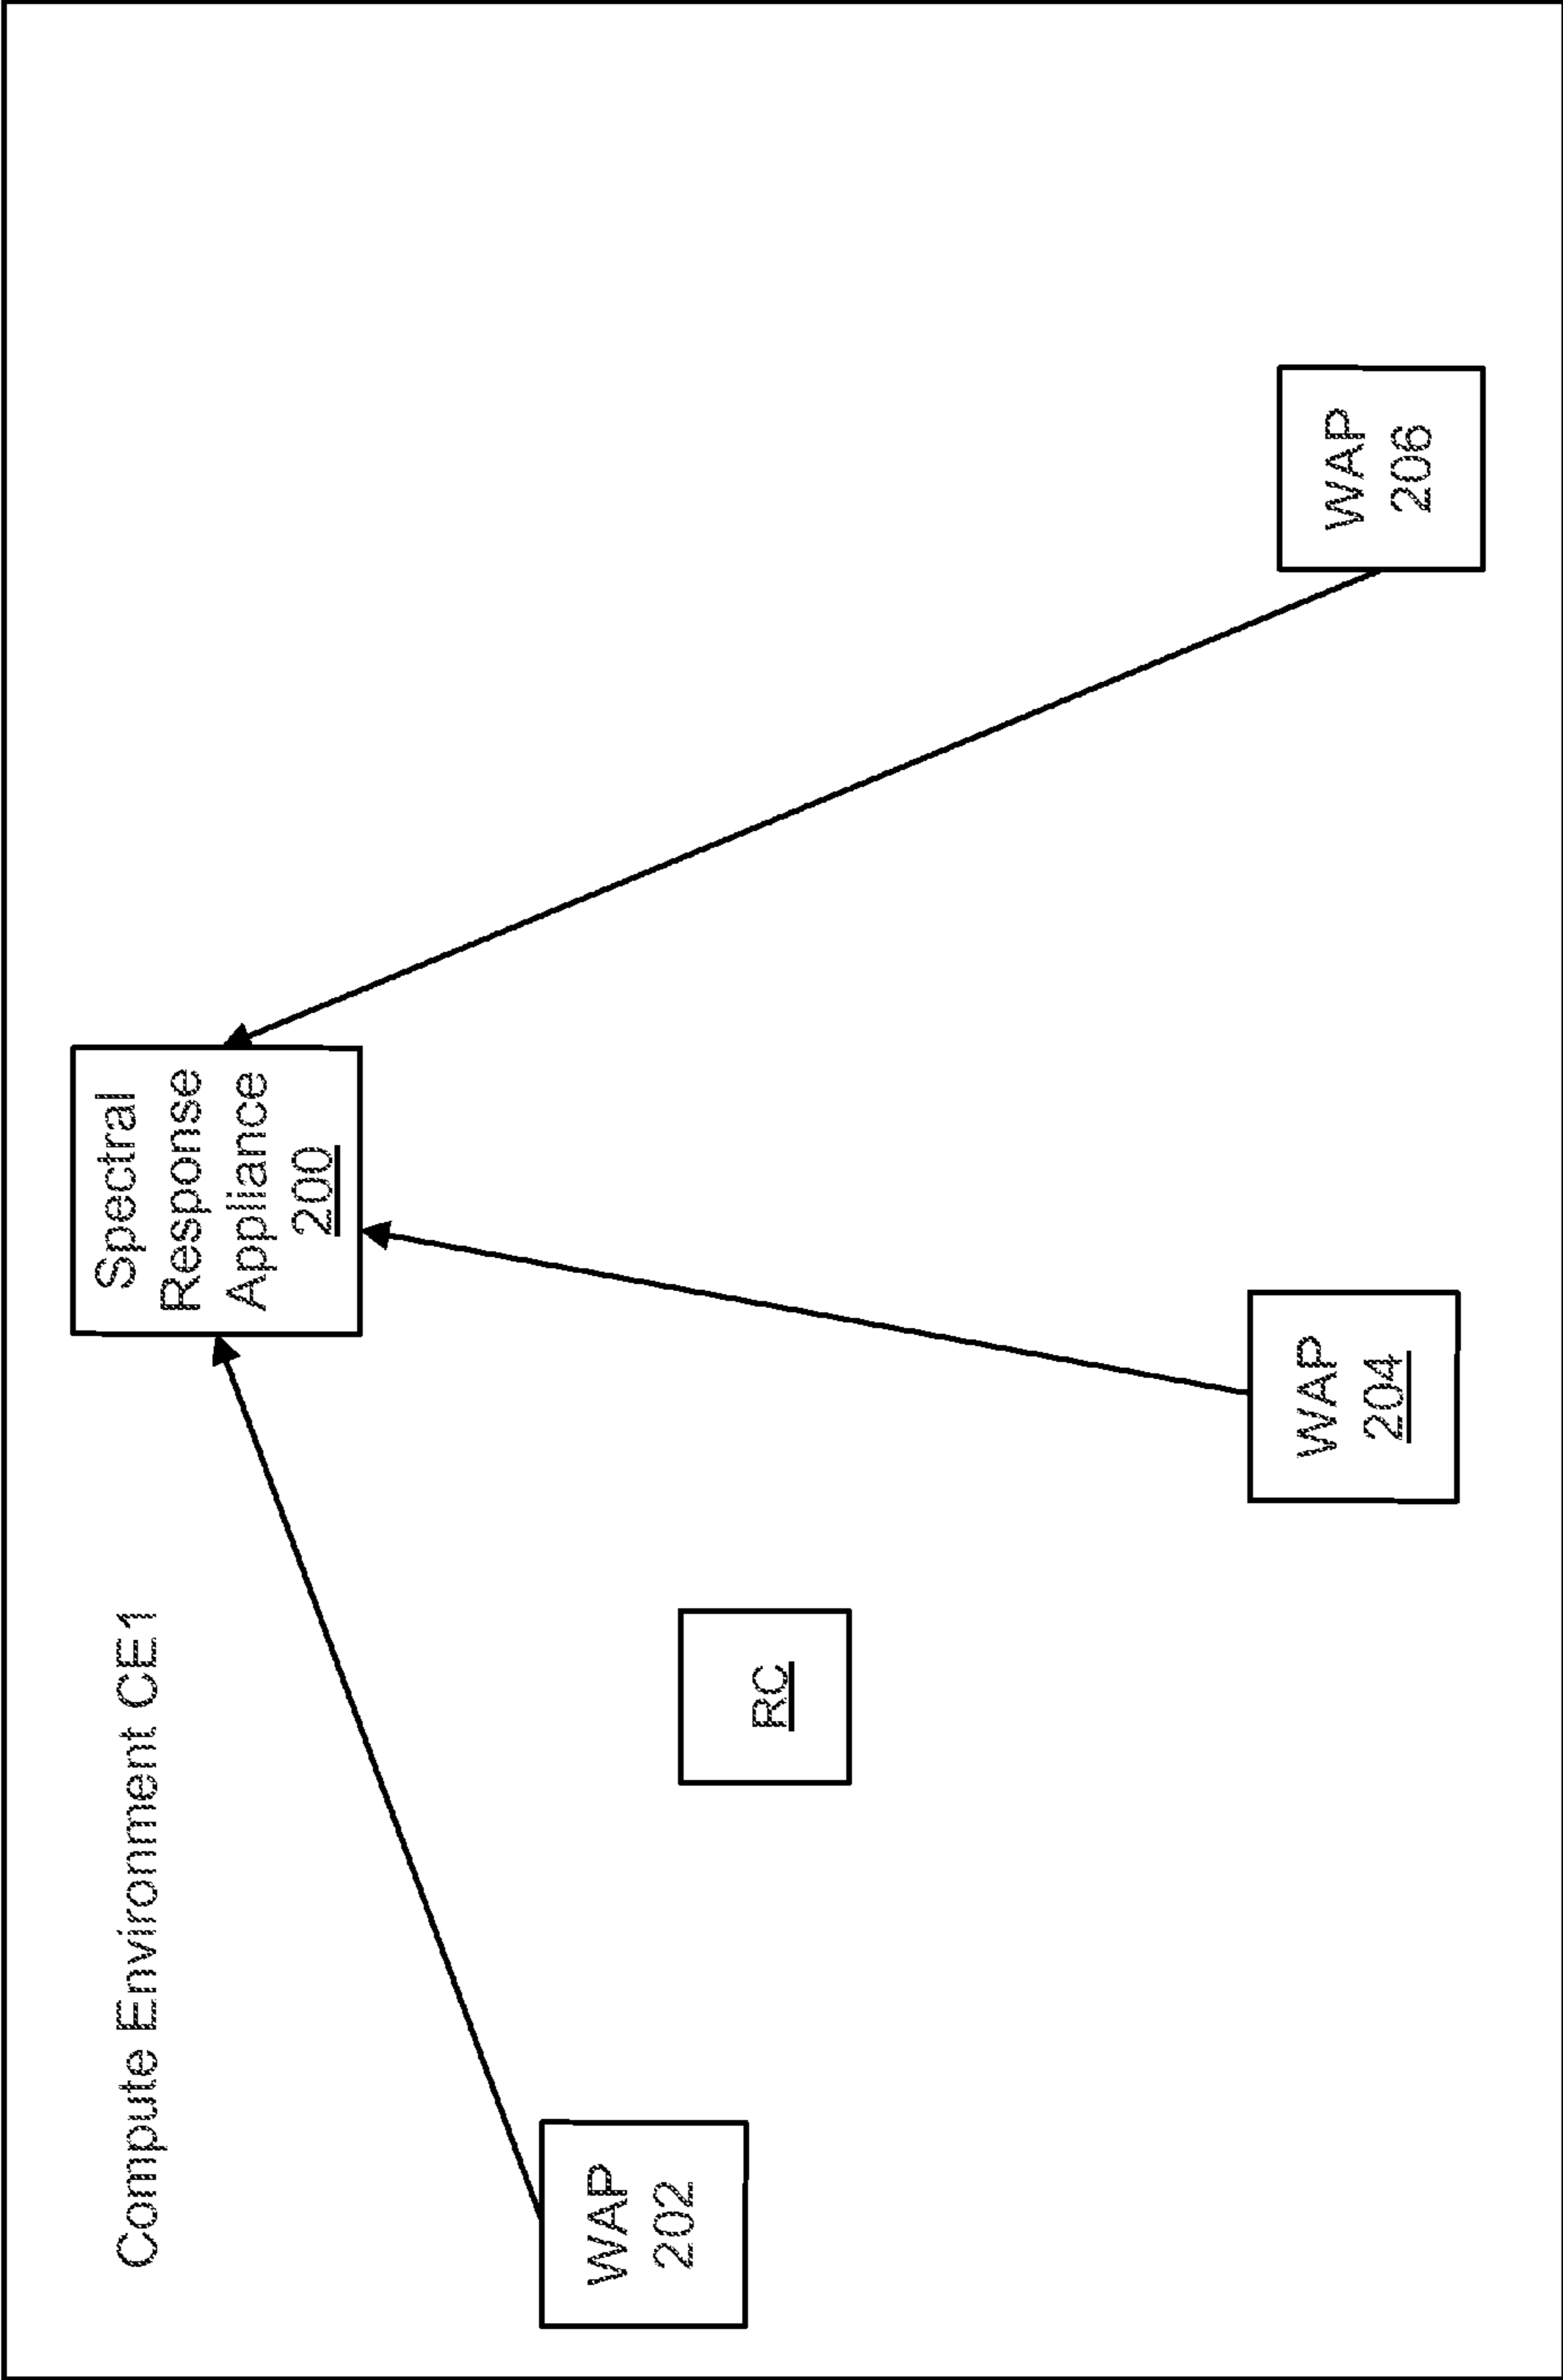 Compute Environment CE1
Spectral
Response
Appliance
200
WAP
202
RC
WAP
204
WAP
206